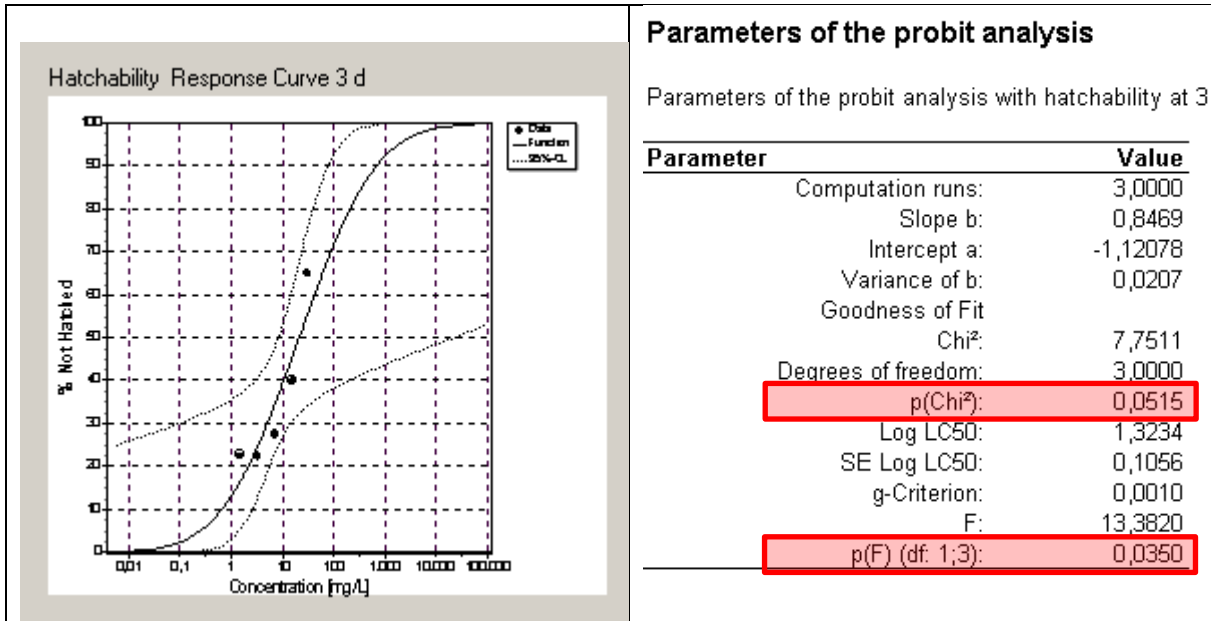 Hatchability Response Curve 3 d
100
90
80
70
60
50
40
30
20
10
0
% Not Hatched
0,01 0,1 1 10 100 1.000 10.000 100.000
Concentration [mg/L]
Data
Function
95%-CL
Parameters of the probit analysis
Parameters of the probit analysis with hatchability at 3
Parameter Value
Computation runs: 3,0000
Slope b: 0,8469
Intercept a: -1,12078
Variance of b: 0,0207
Goodness of Fit
Chi²: 7,7511
Degrees of freedom: 3,0000
p(Chi²): 0,0515
Log LC50: 1,3234
SE Log LC50: 0,1056
g-Criterion: 0,0010
F: 13,3820
p(F) (df: 1;3): 0,0350